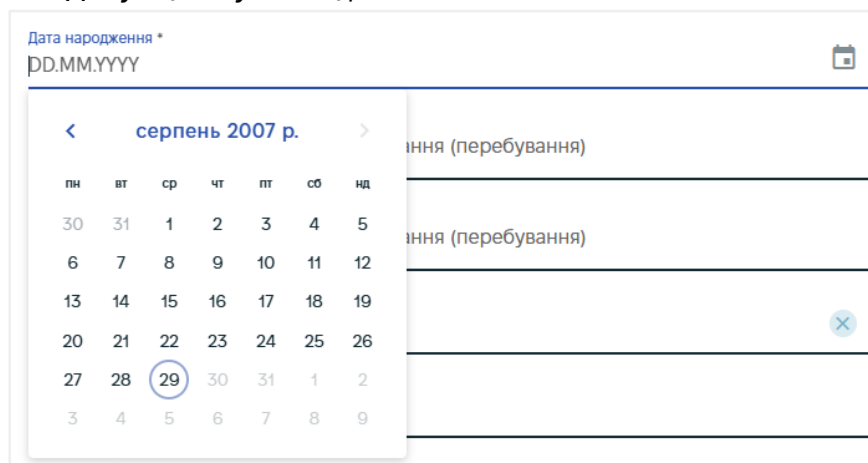 Дата народження *
DD.MM.YYYY
серпень 2007 р.
ання (перебування)
пн вт ср чт пт сб нд
30 31 1 2 3 4 5
ання (перебування)
6 7 8 9 10 11 12
13 14 15 16 17 18 19
20 21 22 23 24 25 26
27 28 29 30 31 1 2
3 4 5 6 7 8 9